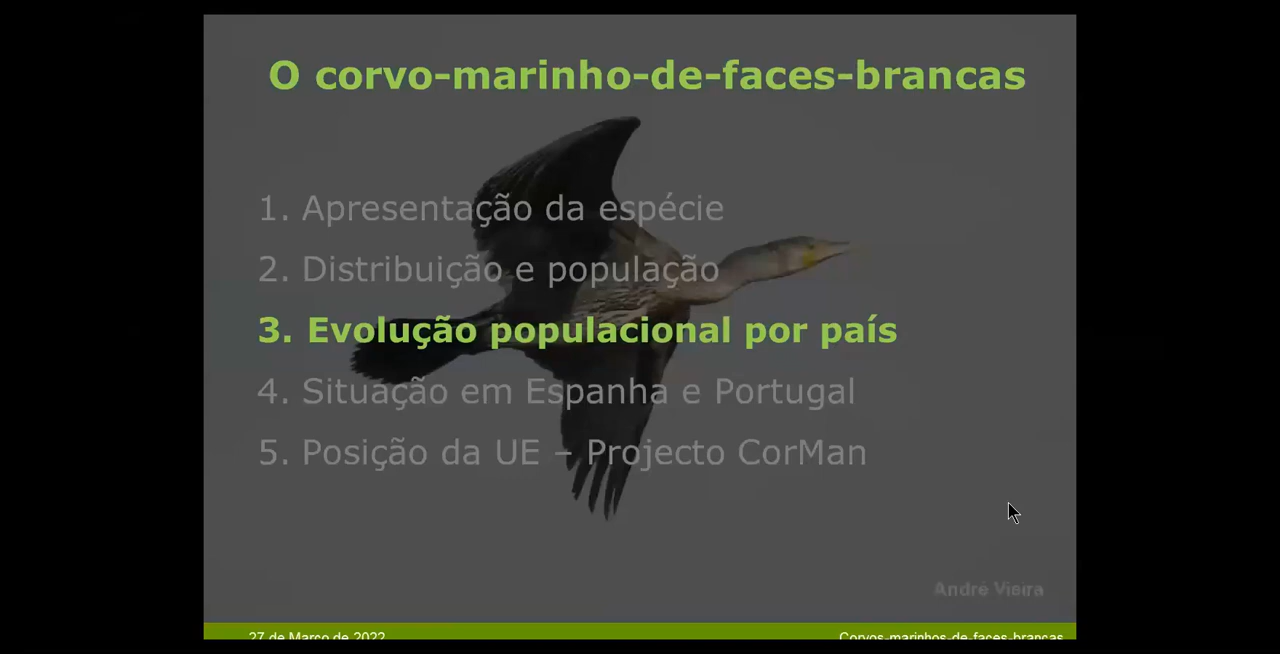 O corvo-marinho-de-faces-brancas
1. Apresentação da espécie
2. Distribuição e população
3. Evolução populacional por país
4. Situação em Espanha e Portugal
5. Posição da UE – Projecto CorMan
André Vieira
27 de Março de 2022
Corvos-marinhos-de-faces-brancas